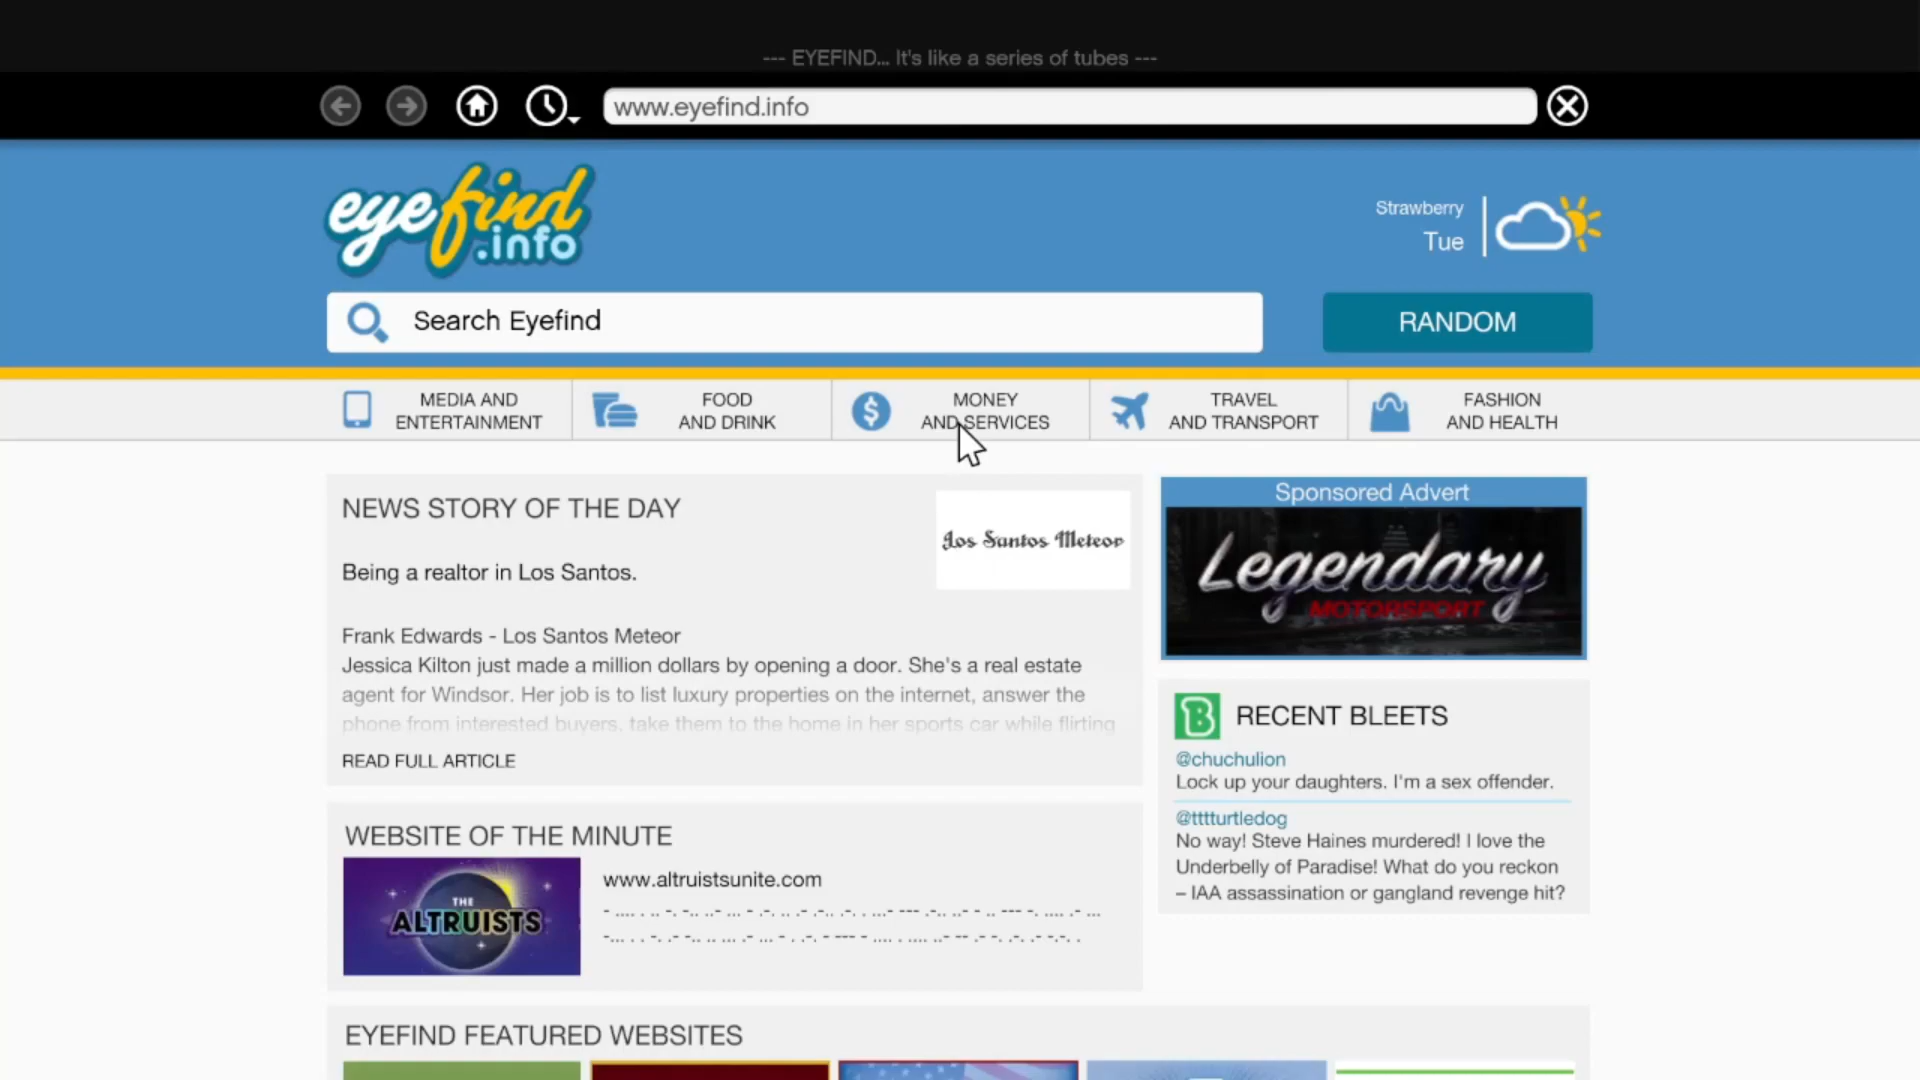 --- EYEFIND... It's like a series of tubes ---
www.eyefind.info
eyefind
.info
Strawberry
Tue
Search Eyefind
RANDOM
MEDIA AND
ENTERTAINMENT
FOOD
AND DRINK
MONEY
AND SERVICES
TRAVEL
AND TRANSPORT
FASHION
AND HEALTH
NEWS STORY OF THE DAY
Los Santos Meteor
Being a realtor in Los Santos.
Frank Edwards - Los Santos Meteor
Jessica Kilton just made a million dollars by opening a door. She's a real estate
agent for Windsor. Her job is to list luxury properties on the internet, answer the
phone from interested buyers, take them to the home in her sports car while flirting
READ FULL ARTICLE
Sponsored Advert
Legendary
MOTORSPORT
B RECENT BLEETS
@chuchulion
Lock up your daughters. I'm a sex offender.
@tttturtledog
No way! Steve Haines murdered! I love the
Underbelly of Paradise! What do you reckon
– IAA assassination or gangland revenge hit?
WEBSITE OF THE MINUTE
THE
ALTRUISTS
www.altruistsunite.com
EYEFIND FEATURED WEBSITES